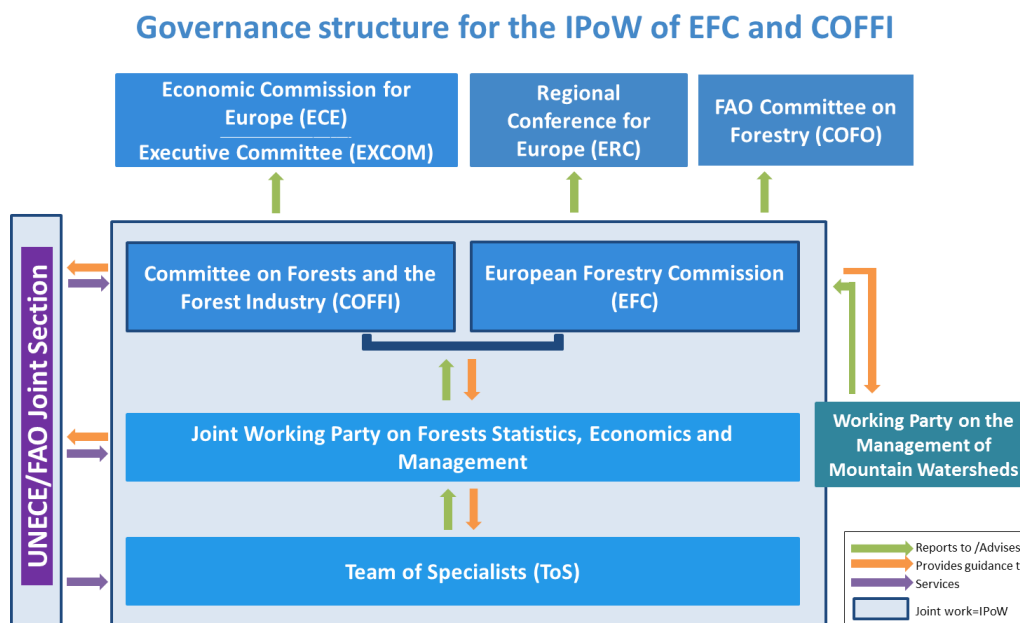 Governance structure for the IPoW of EFC and COFFI
Economic Commission for
Europe (ECE)
Executive Committee (EXCOM)
Regional
Conference for
Europe (ERC)
FAO Committee on
Forestry (COFO)
UNECE/FAO Joint Section
Committee on Forests and the
Forest Industry (COFFI)
European Forestry Commission
(EFC)
Joint Working Party on Forests Statistics, Economics and
Management
Working Party on the
Management of
Mountain Watersheds
Team of Specialists (ToS)
Reports to /Advises
Provides guidance t
Services
Joint work=IPoW